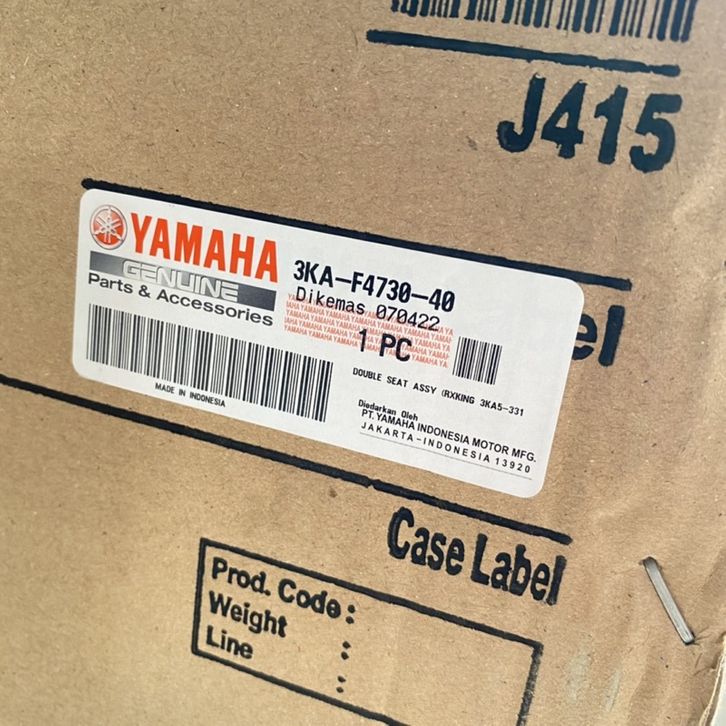 J415
YAMAHA
GENUINE
Parts & Accessories
3KA-F4730-40
Dikemas 070422
1 PC
el
DOUBLE SEAT ASSY (RXKING 3KA5-331
MADE IN INDONESIA
Diedarkan Oleh
PT.YAMAHA INDONESIA MOTOR MFG.
JAKARTA-INDONESIA 13920
Case Label
Prod. Code :
Weight :
Line :